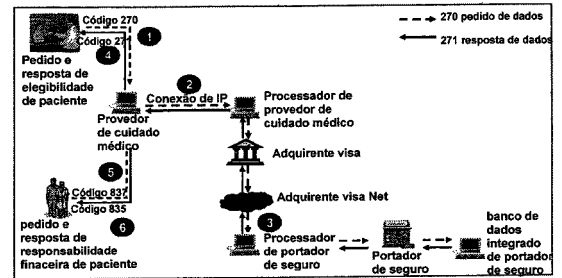 Código 270
1
270 pedido de dados
Código 27
4
271 resposta de dados
Pedido e
resposta de
elegibilidade
de paciente
2
Conexão de IP
Processador de
provedor de
cuidado médico
Provedor
de cuidado
médico
Adquirente visa
5
Código 837
Código 835
6
Adquirente visa Net
3
pedido e
resposta de
responsabilidade
finaceira de paciente
Processador
de portador
de seguro
Portador
de seguro
banco de
dados
integrado
de portador
de seguro